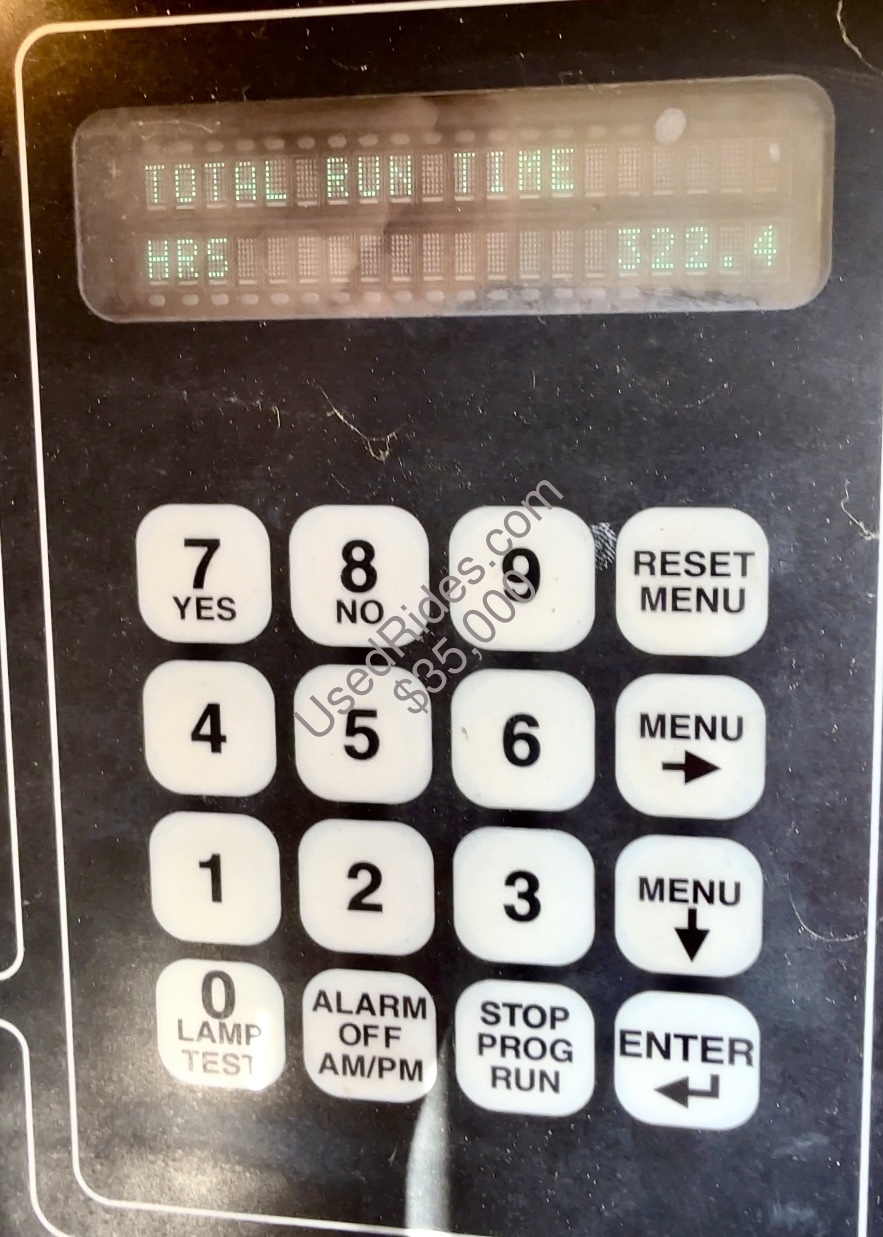 TOTAL RUN TIME
HRS 322.4
7
YES
8
NO
9
RESET
MENU
4
5
6
MENU
1
2
3
MENU
0
LAMP
TEST
ALARM
OFF
AM/PM
STOP
PROG
RUN
ENTER
UsedRides.com
$35,000